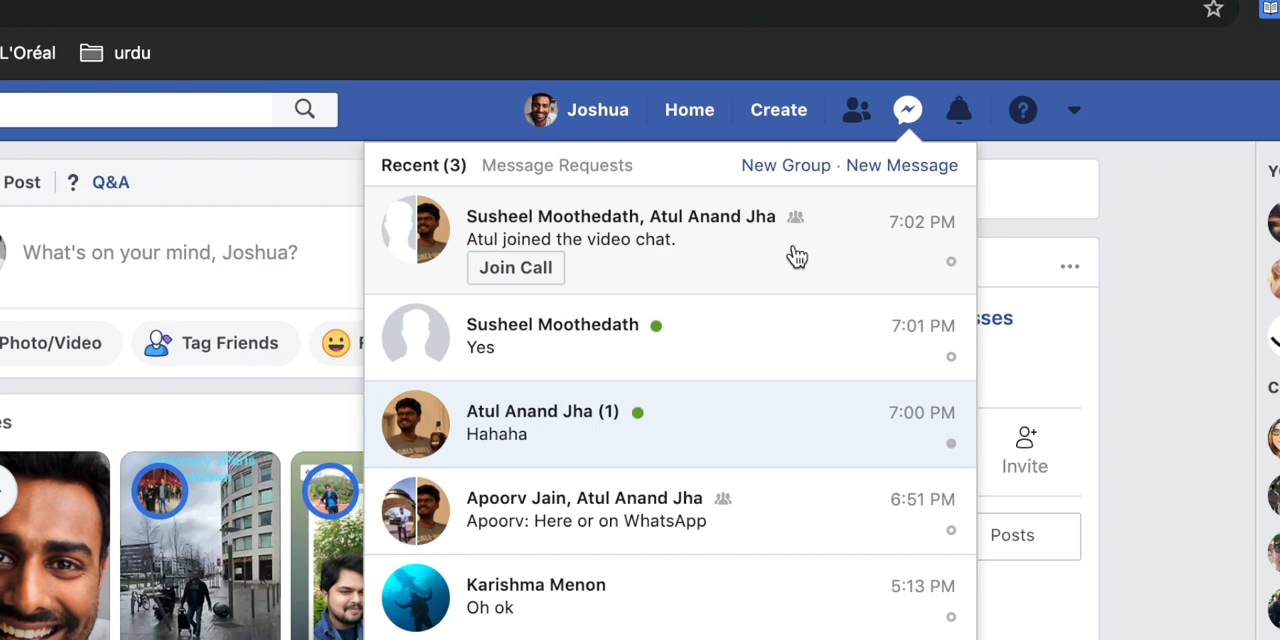 L'Oréal urdu
Joshua Home Create
Recent (3) Message Requests New Group · New Message
Post ? Q&A
Susheel Moothedath, Atul Anand Jha 7:02 PM
Atul joined the video chat.
Join Call
What's on your mind, Joshua?
Susheel Moothedath 7:01 PM
Yes
Photo/Video Tag Friends
Atul Anand Jha (1) 7:00 PM
Hahaha
Invite
Apoorv Jain, Atul Anand Jha 6:51 PM
Apoorv: Here or on WhatsApp
Posts
Karishma Menon 5:13 PM
Oh ok